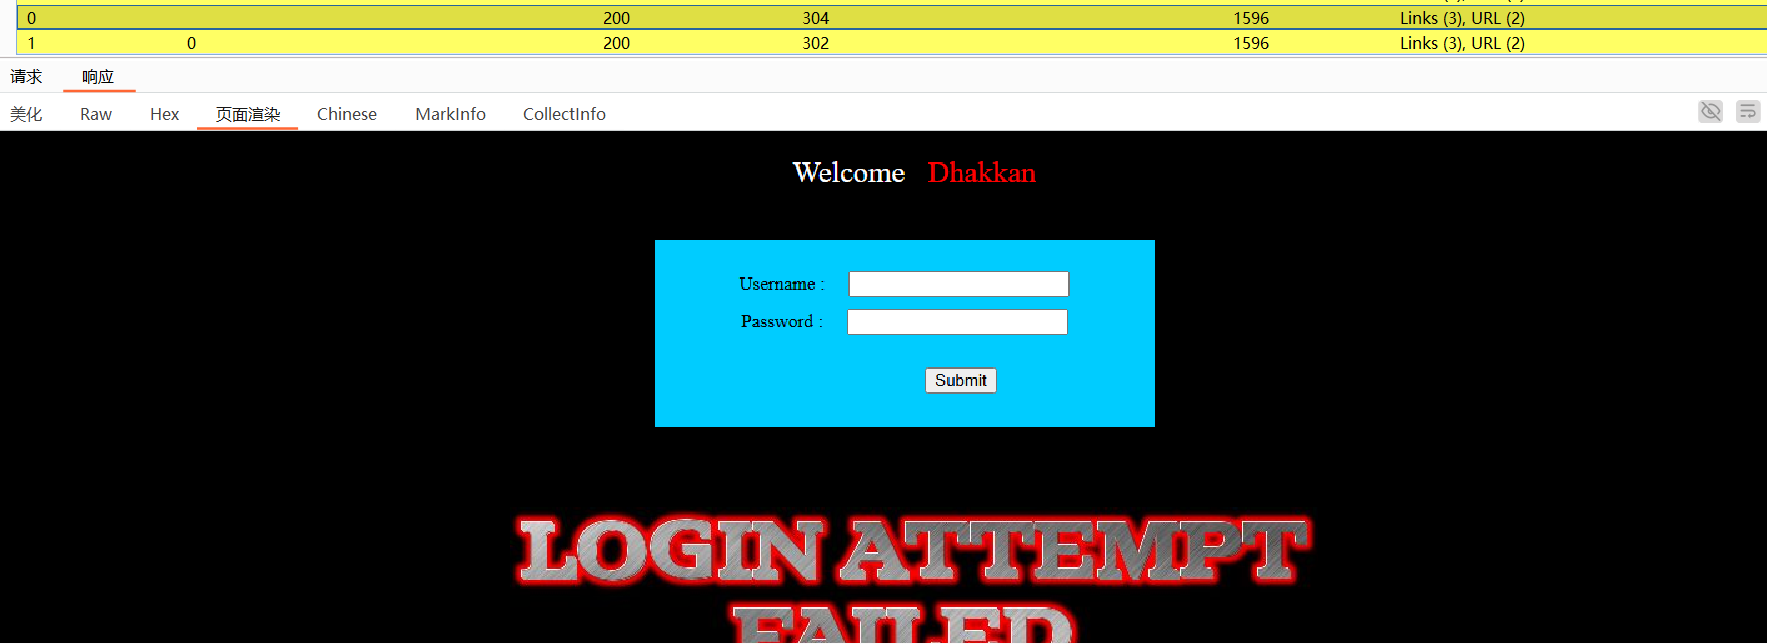 0 200 304 1596 Links (3), URL (2)
1 0 200 302 1596 Links (3), URL (2)
请求 响应
美化 Raw Hex 页面渲染 Chinese MarkInfo CollectInfo
Welcome Dhakkan
Username :
Password :
Submit
LOGIN ATTEMPT
FAILED